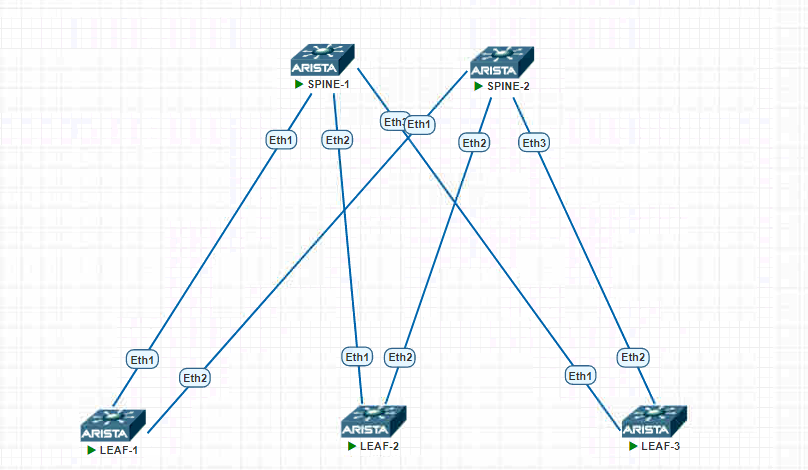 ARISTA
SPINE-1
ARISTA
SPINE-2
Eth1
Eth2
Eth1
Eth2
Eth3
Eth1
Eth2
Eth1
Eth2
Eth1
Eth2
ARISTA
LEAF-1
ARISTA
LEAF-2
ARISTA
LEAF-3